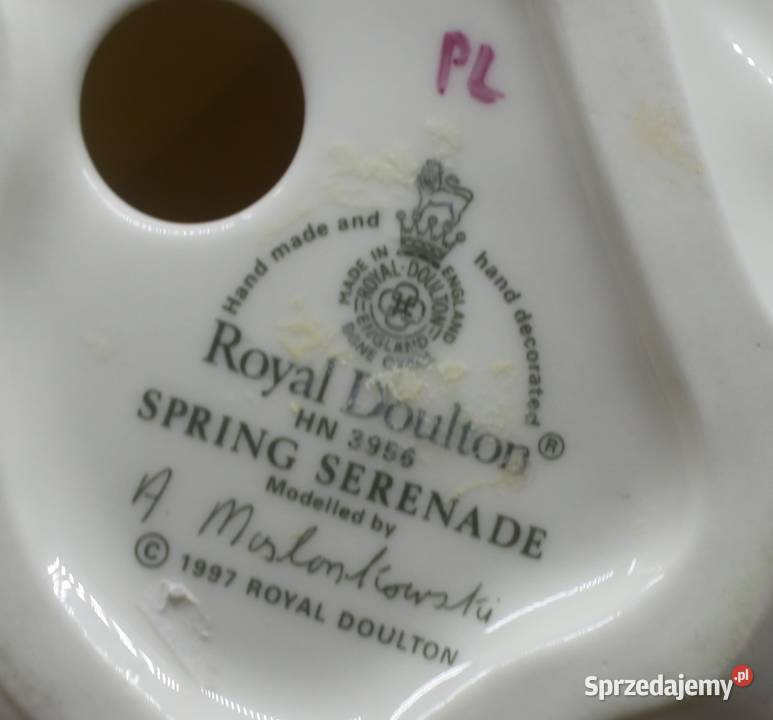 PL
Hand made and hand decorated
MADE IN ENGLAND
ROYAL·DOULTON
ENGLAND
BONE CHINA
Royal Doulton®
HN 3956
SPRING SERENADE
Modelled by
A Maslankowski
© 1997 ROYAL DOULTON
Sprzedajemy.pl